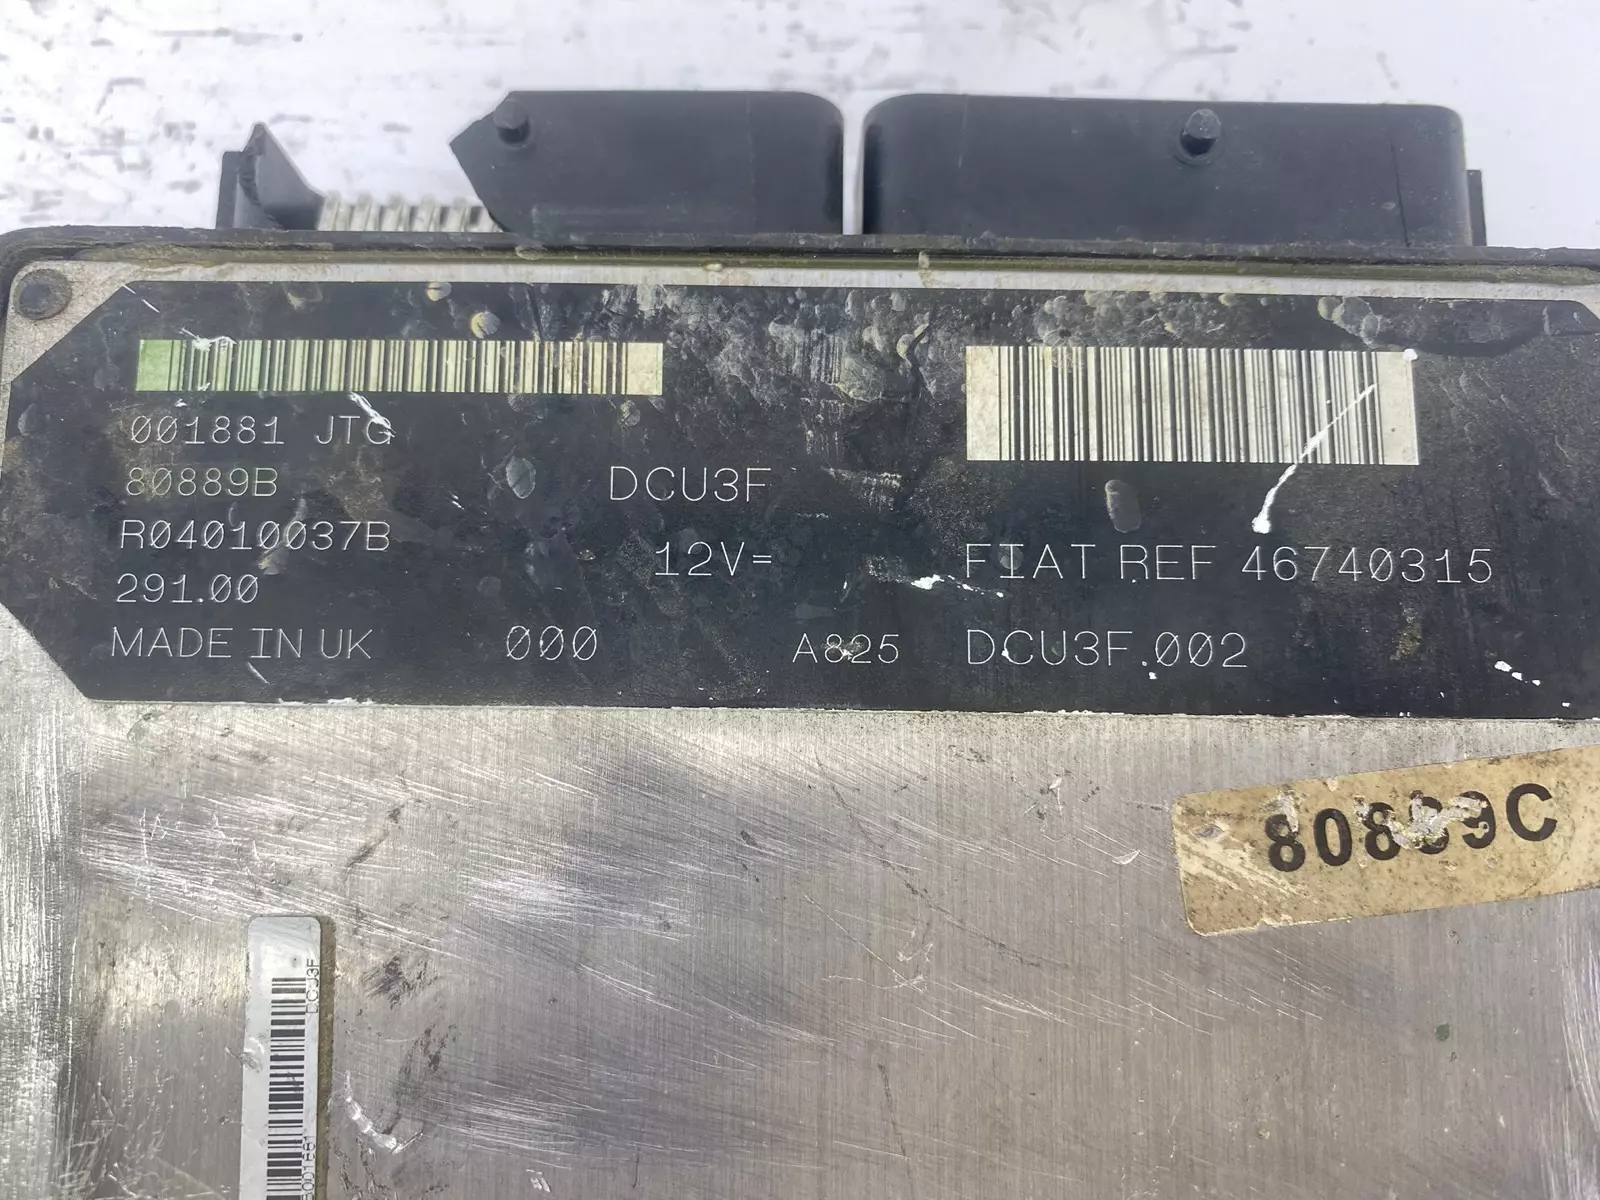 001881 JTG
80889B
R04010037B
291.00
MADE IN UK
000
DCU3F
12V=
A825
FIAT REF 46740315
DCU3F.002
80889C
DCU3F